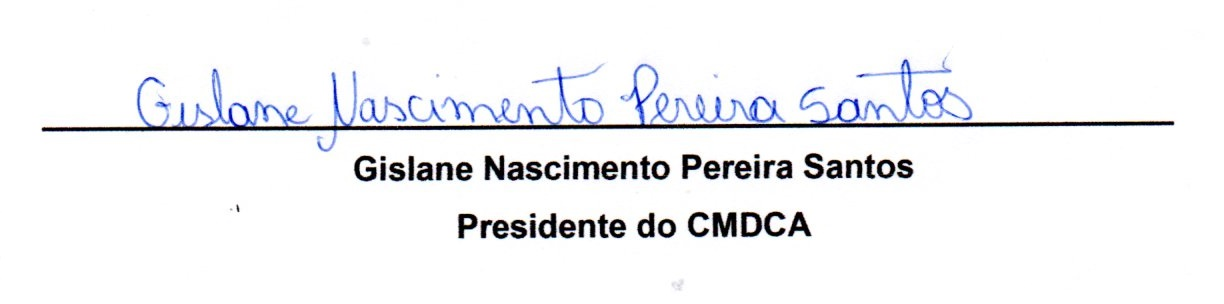 Gislane Nascimento Pereira Santos
Gislane Nascimento Pereira Santos
Presidente do CMDCA